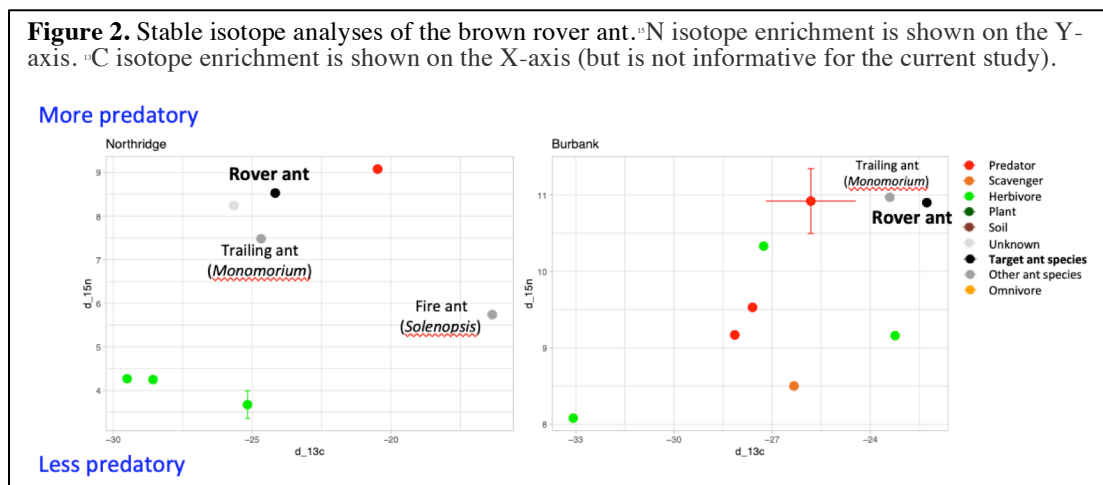 Figure 2. Stable isotope analyses of the brown rover ant.¹⁵N isotope enrichment is shown on the Y-
axis. ¹³C isotope enrichment is shown on the X-axis (but is not informative for the current study).
More predatory
Northridge
9
8
7
6
5
4
d_15n
Rover ant
Trailing ant
(Monomorium)
Fire ant
(Solenopsis)
−30
−25
−20
d_13c
Less predatory
Burbank
11
10
9
8
d_15n
Trailing ant
(Monomorium)
Rover ant
−33
−30
−27
−24
d_13c
Predator
Scavenger
Herbivore
Plant
Soil
Unknown
Target ant species
Other ant species
Omnivore